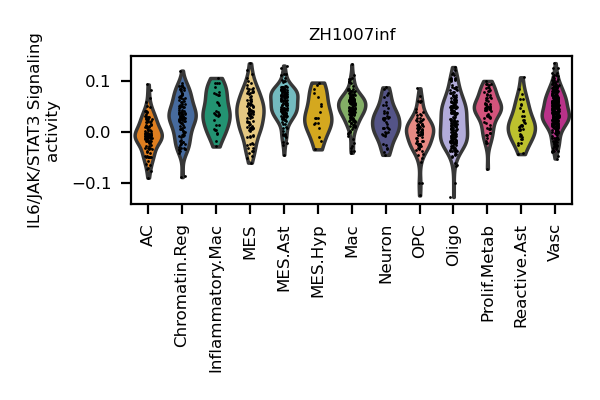 ZH1007inf
IL6/JAK/STAT3 Signaling
activity
0.1
0.0
−0.1
AC
Chromatin.Reg
Inflammatory.Mac
MES
MES.Ast
MES.Hyp
Mac
Neuron
OPC
Oligo
Prolif.Metab
Reactive.Ast
Vasc